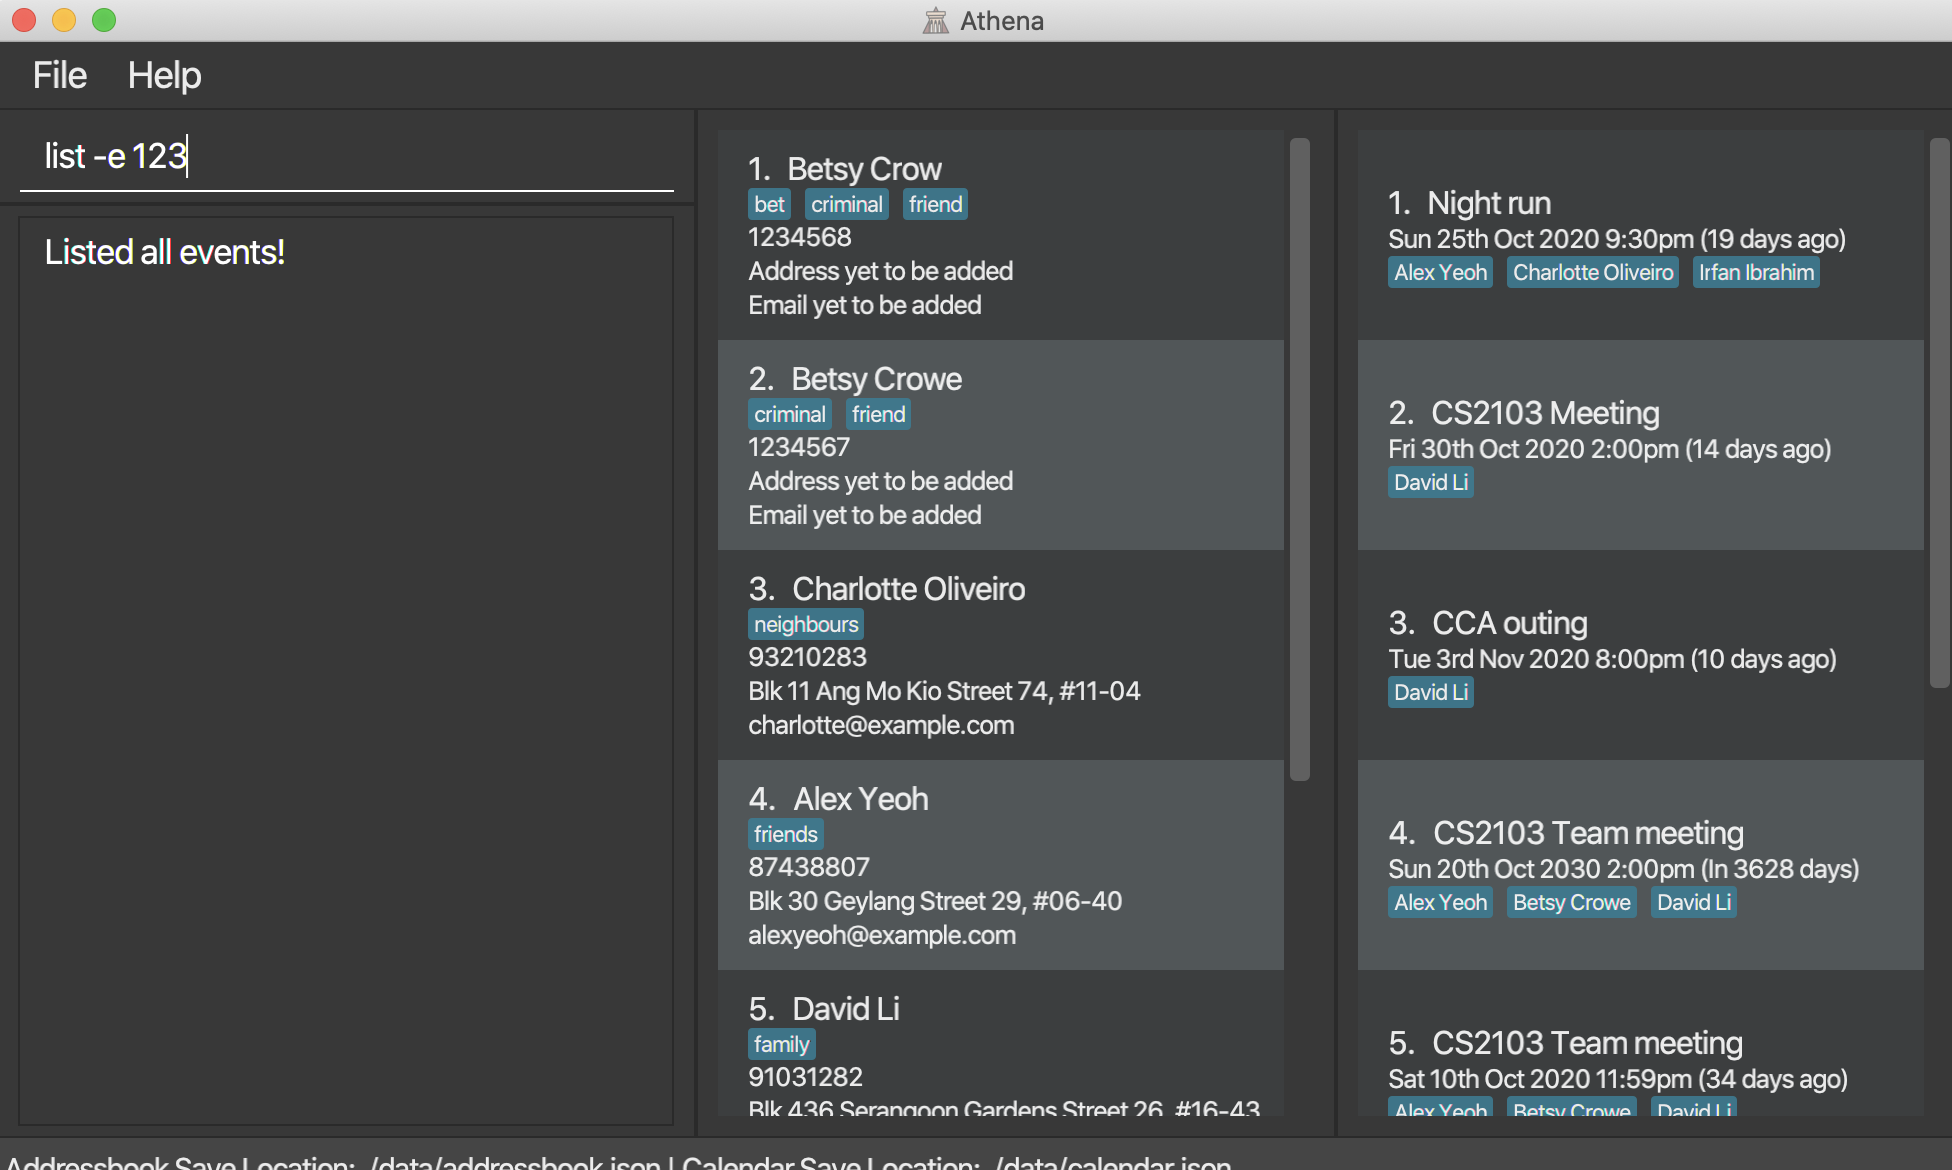 Athena
File Help
list -e 123
Listed all events!
1. Betsy Crow
bet criminal friend
1234568
Address yet to be added
Email yet to be added
2. Betsy Crowe
criminal friend
1234567
Address yet to be added
Email yet to be added
3. Charlotte Oliveiro
neighbours
93210283
Blk 11 Ang Mo Kio Street 74, #11-04
charlotte@example.com
4. Alex Yeoh
friends
87438807
Blk 30 Geylang Street 29, #06-40
alexyeoh@example.com
5. David Li
family
91031282
Blk 436 Serangoon Gardens Street 26, #16-43
1. Night run
Sun 25th Oct 2020 9:30pm (19 days ago)
Alex Yeoh Charlotte Oliveiro Irfan Ibrahim
2. CS2103 Meeting
Fri 30th Oct 2020 2:00pm (14 days ago)
David Li
3. CCA outing
Tue 3rd Nov 2020 8:00pm (10 days ago)
David Li
4. CS2103 Team meeting
Sun 20th Oct 2030 2:00pm (In 3628 days)
Alex Yeoh Betsy Crowe David Li
5. CS2103 Team meeting
Sat 10th Oct 2020 11:59pm (34 days ago)
Alex Yeoh Betsy Crowe David Li
Addressbook Save Location: ./data/addressbook.json | Calendar Save Location: ./data/calendar.json